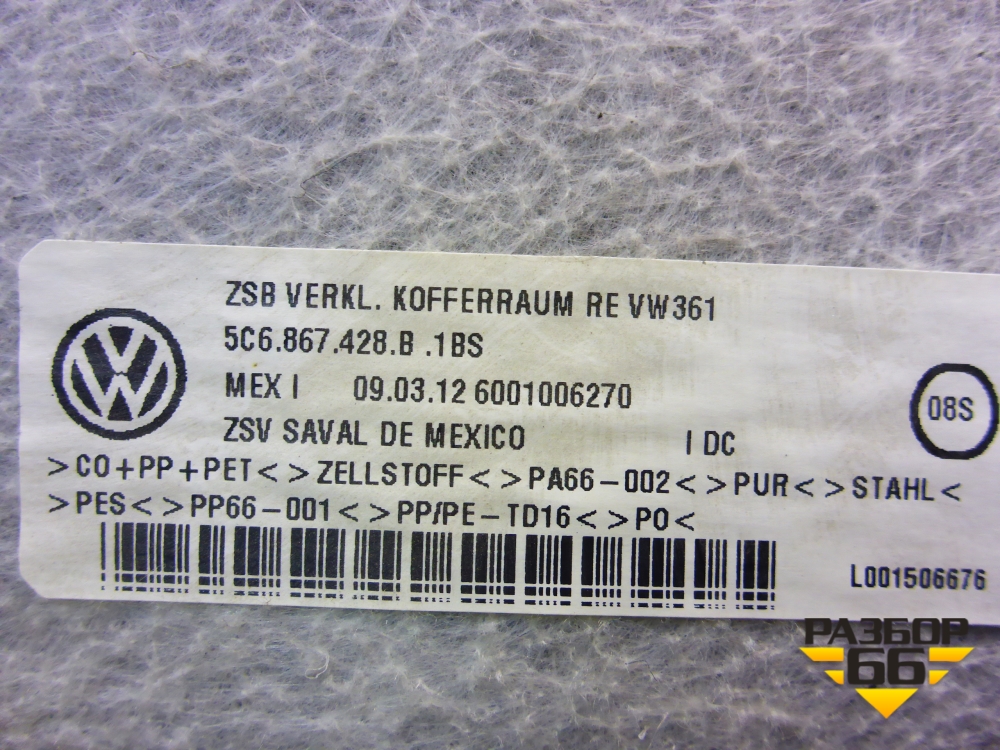 ZSB VERKL. KOFFERRAUM RE VW361
5C6.867.428.B .1BS
MEX I 09.03.12 6001006270
ZSV SAVAL DE MEXICO I DC
08S
>CO+PP+PET<>ZELLSTOFF<>PA66-002<>PUR<>STAHL<
>PES<>PP66-001<>PP/PE-TD16<>PO<
L001506676
РАЗБОР
66